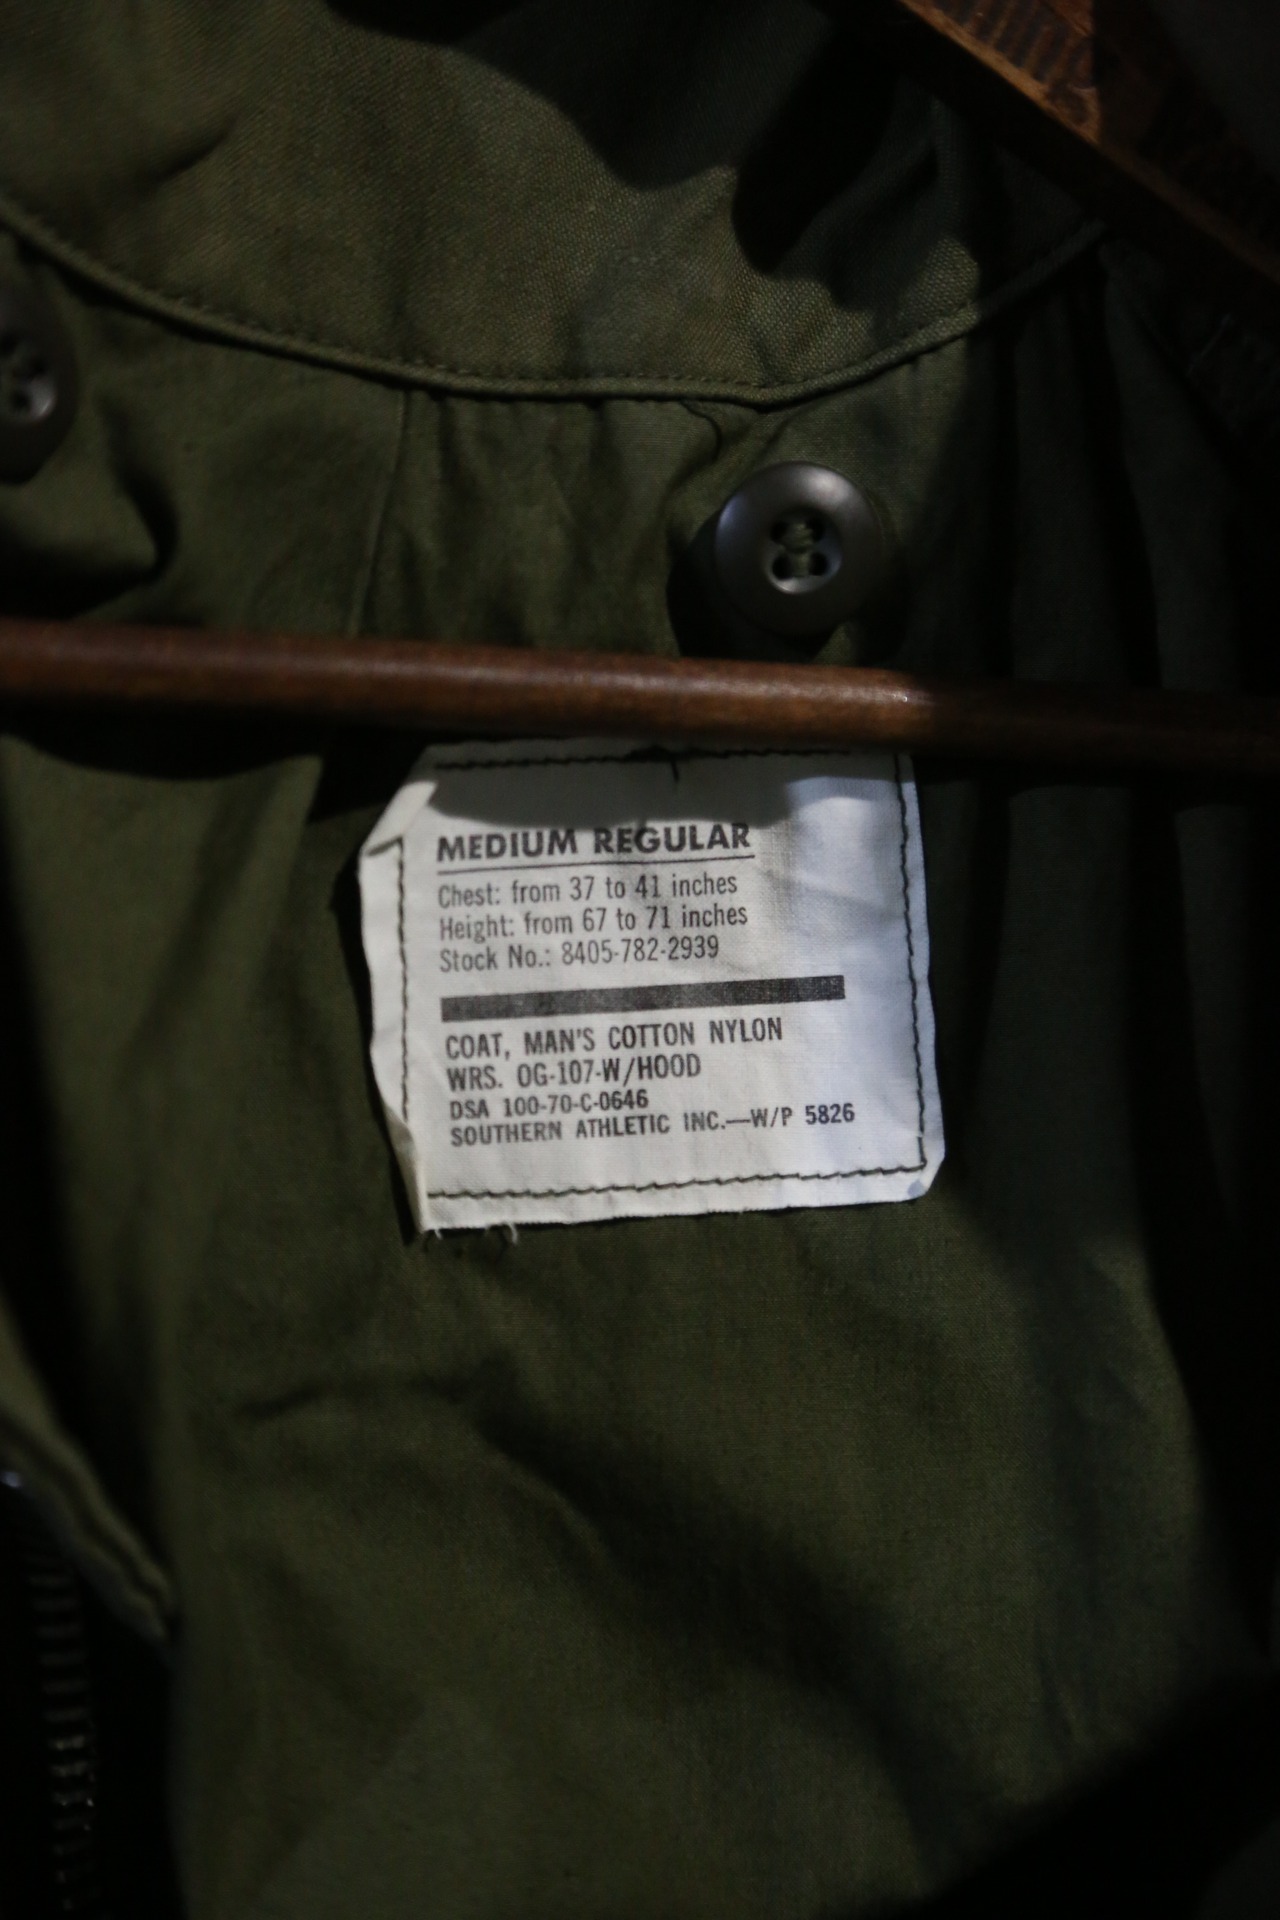 MEDIUM REGULAR
Chest: from 37 to 41 inches
Height: from 67 to 71 inches
Stock No.: 8405-782-2939
COAT, MAN'S COTTON NYLON
WRS. OG-107-W/HOOD
DSA 100-70-C-0646
SOUTHERN ATHLETIC INC.—W/P 5826